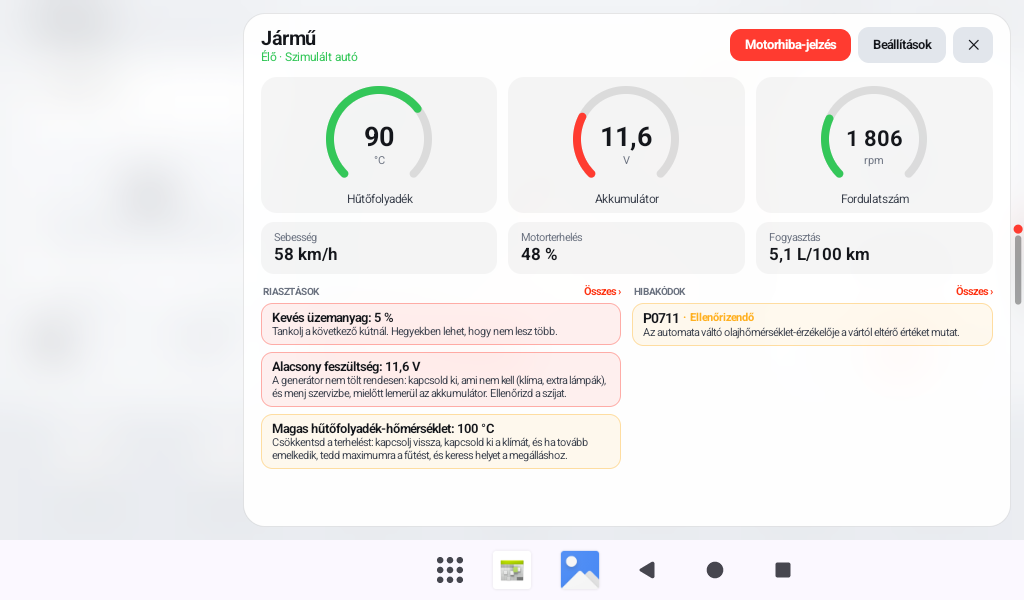 Jármű
Élő · Szimulált autó
Motorhiba-jelzés
Beállítások
90
°C
Hűtőfolyadék
11,6
V
Akkumulátor
1 806
rpm
Fordulatszám
Sebesség
58 km/h
Motorterhelés
48 %
Fogyasztás
5,1 L/100 km
RIASZTÁSOK
Összes ›
Kevés üzemanyag: 5 %
Tankolj a következő kútnál. Hegyekben lehet, hogy nem lesz több.
Alacsony feszültség: 11,6 V
A generátor nem tölt rendesen: kapcsold ki, ami nem kell (klíma, extra lámpák),
és menj szervizbe, mielőtt lemerül az akkumulátor. Ellenőrizd a szíjat.
Magas hűtőfolyadék-hőmérséklet: 100 °C
Csökkentsd a terhelést: kapcsolj vissza, kapcsold ki a klímát, és ha tovább
emelkedik, tedd maximumra a fűtést, és keress helyet a megálláshoz.
HIBAKÓDOK
Összes ›
P0711 · Ellenőrizendő
Az automata váltó olajhőmérséklet-érzékelője a vártól eltérő értéket mutat.